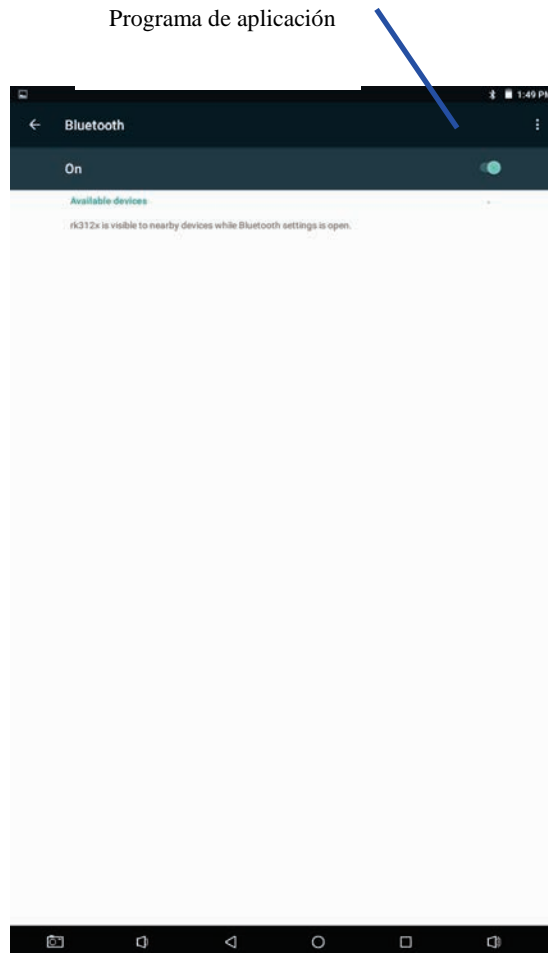 Programa de aplicación
1:49 PM
Bluetooth
On
Available devices
rk312x is visible to nearby devices while Bluetooth settings is open.